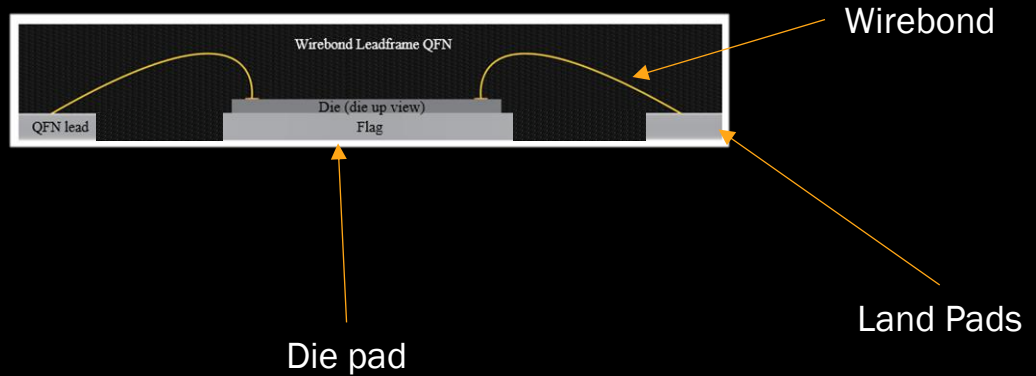 Wirebond
Wirebond Leadframe QFN
Die (die up view)
QFN lead
Flag
Land Pads
Die pad